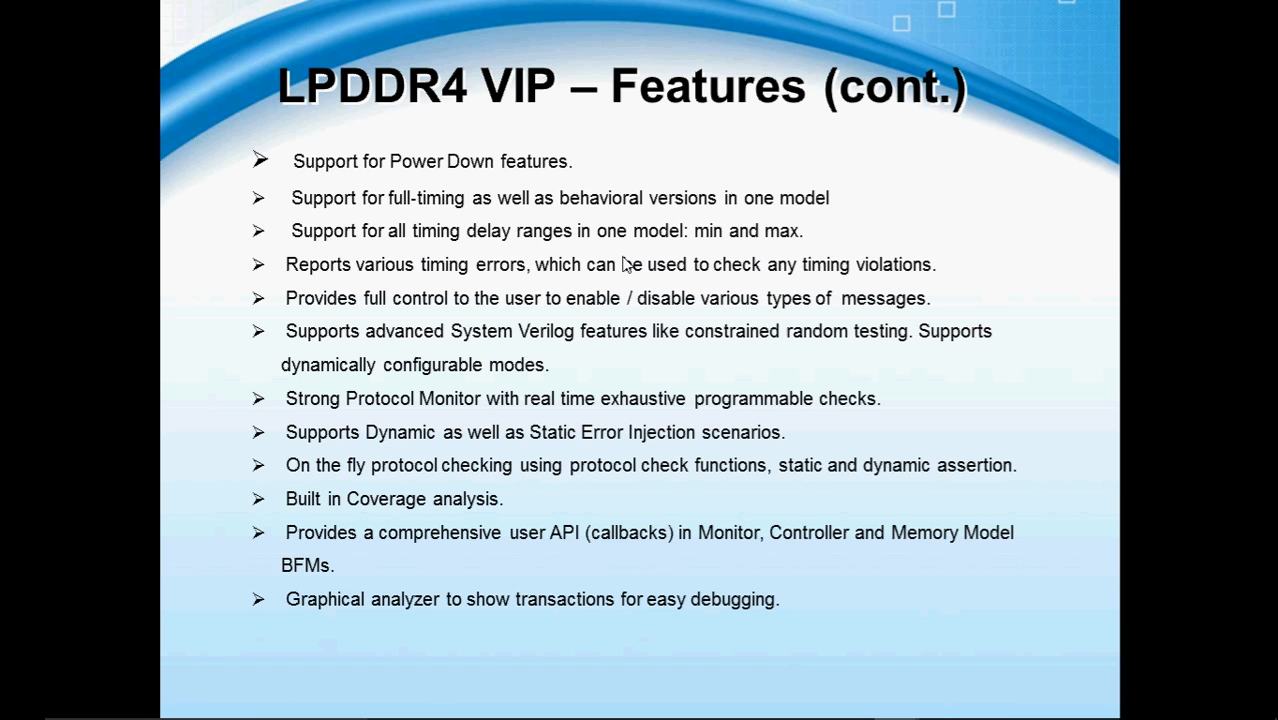 LPDDR4 VIP – Features (cont.)
➢ Support for Power Down features.
➢ Support for full-timing as well as behavioral versions in one model
➢ Support for all timing delay ranges in one model: min and max.
➢ Reports various timing errors, which can be used to check any timing violations.
➢ Provides full control to the user to enable / disable various types of messages.
➢ Supports advanced System Verilog features like constrained random testing. Supports
dynamically configurable modes.
➢ Strong Protocol Monitor with real time exhaustive programmable checks.
➢ Supports Dynamic as well as Static Error Injection scenarios.
➢ On the fly protocol checking using protocol check functions, static and dynamic assertion.
➢ Built in Coverage analysis.
➢ Provides a comprehensive user API (callbacks) in Monitor, Controller and Memory Model
BFMs.
➢ Graphical analyzer to show transactions for easy debugging.